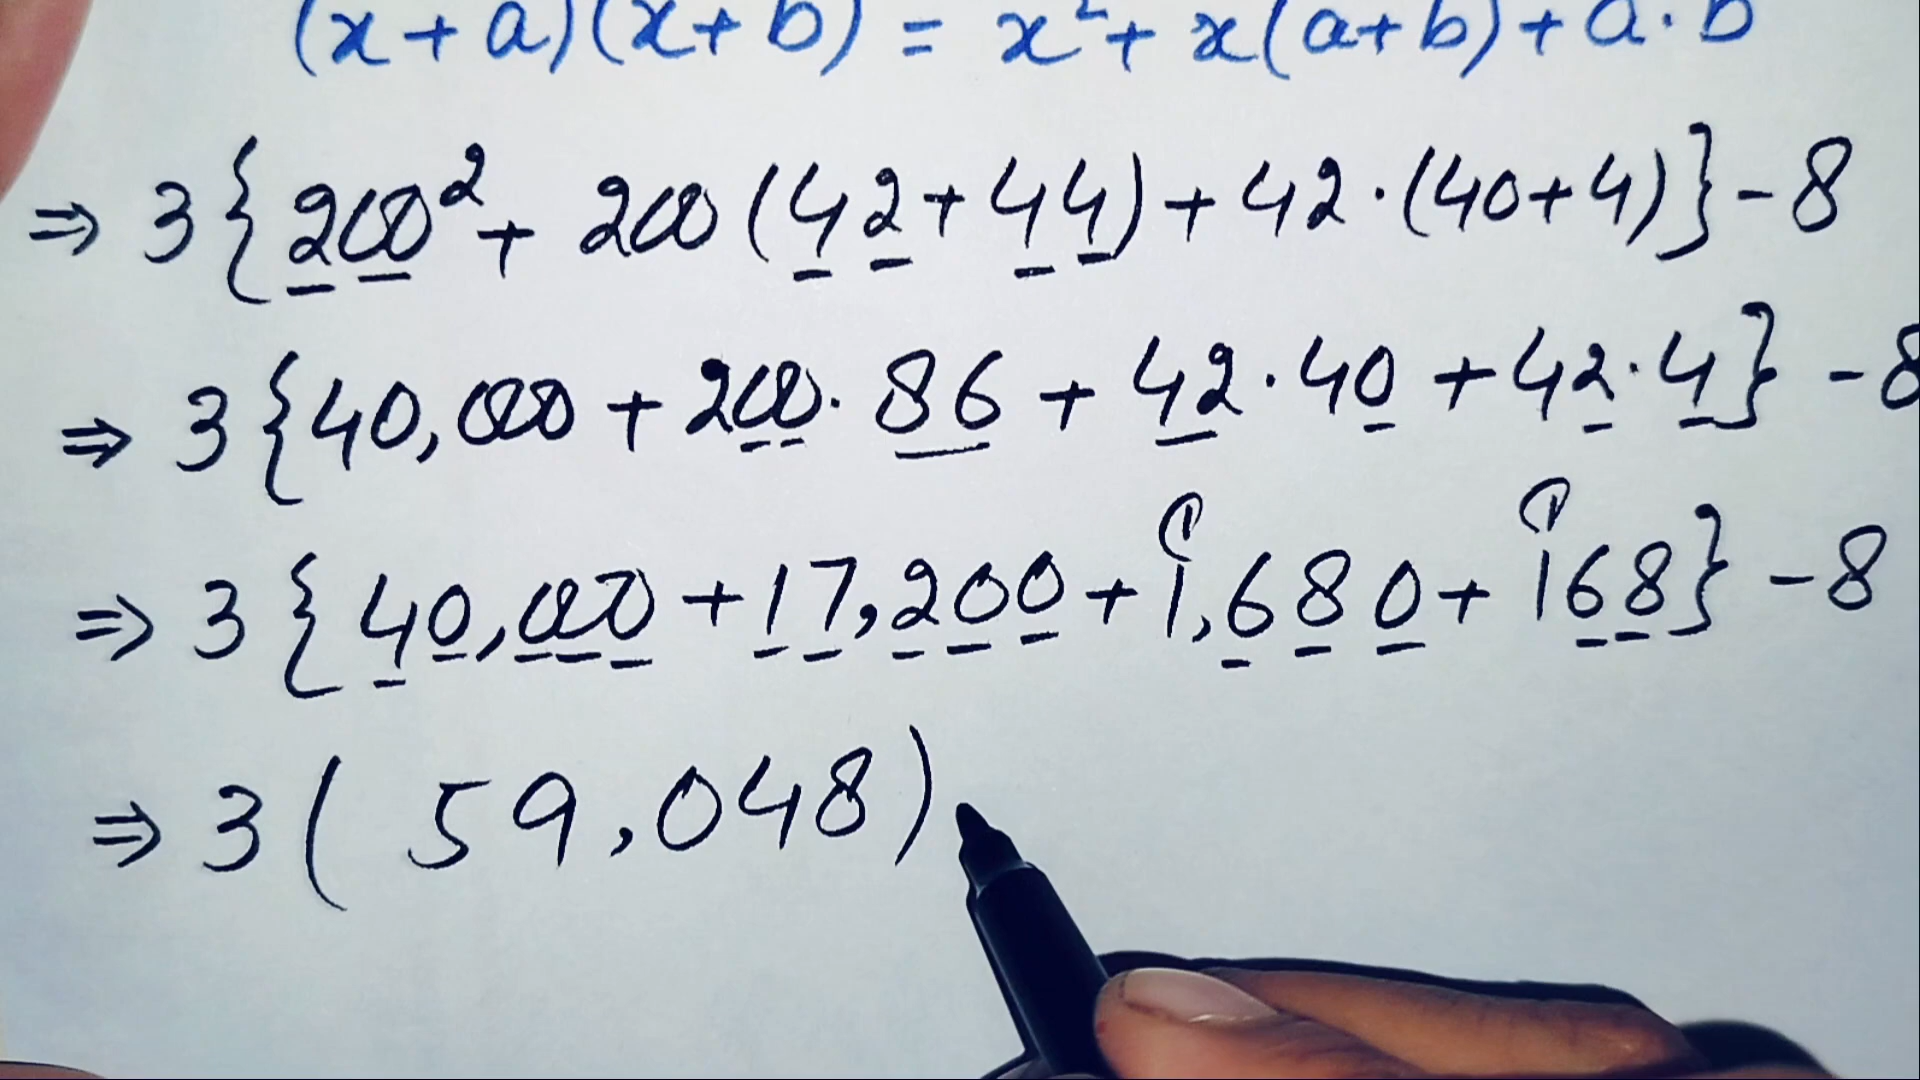 (x+a)(x+b) = x²+x(a+b)+a·b
⇒ 3{200²+ 200(42+44)+42·(40+4)}-8
⇒ 3{40,000+200·86+42·40+42·4}-8
⇒ 3{40,000+17,200+1,680+168}-8
⇒ 3(59,048)